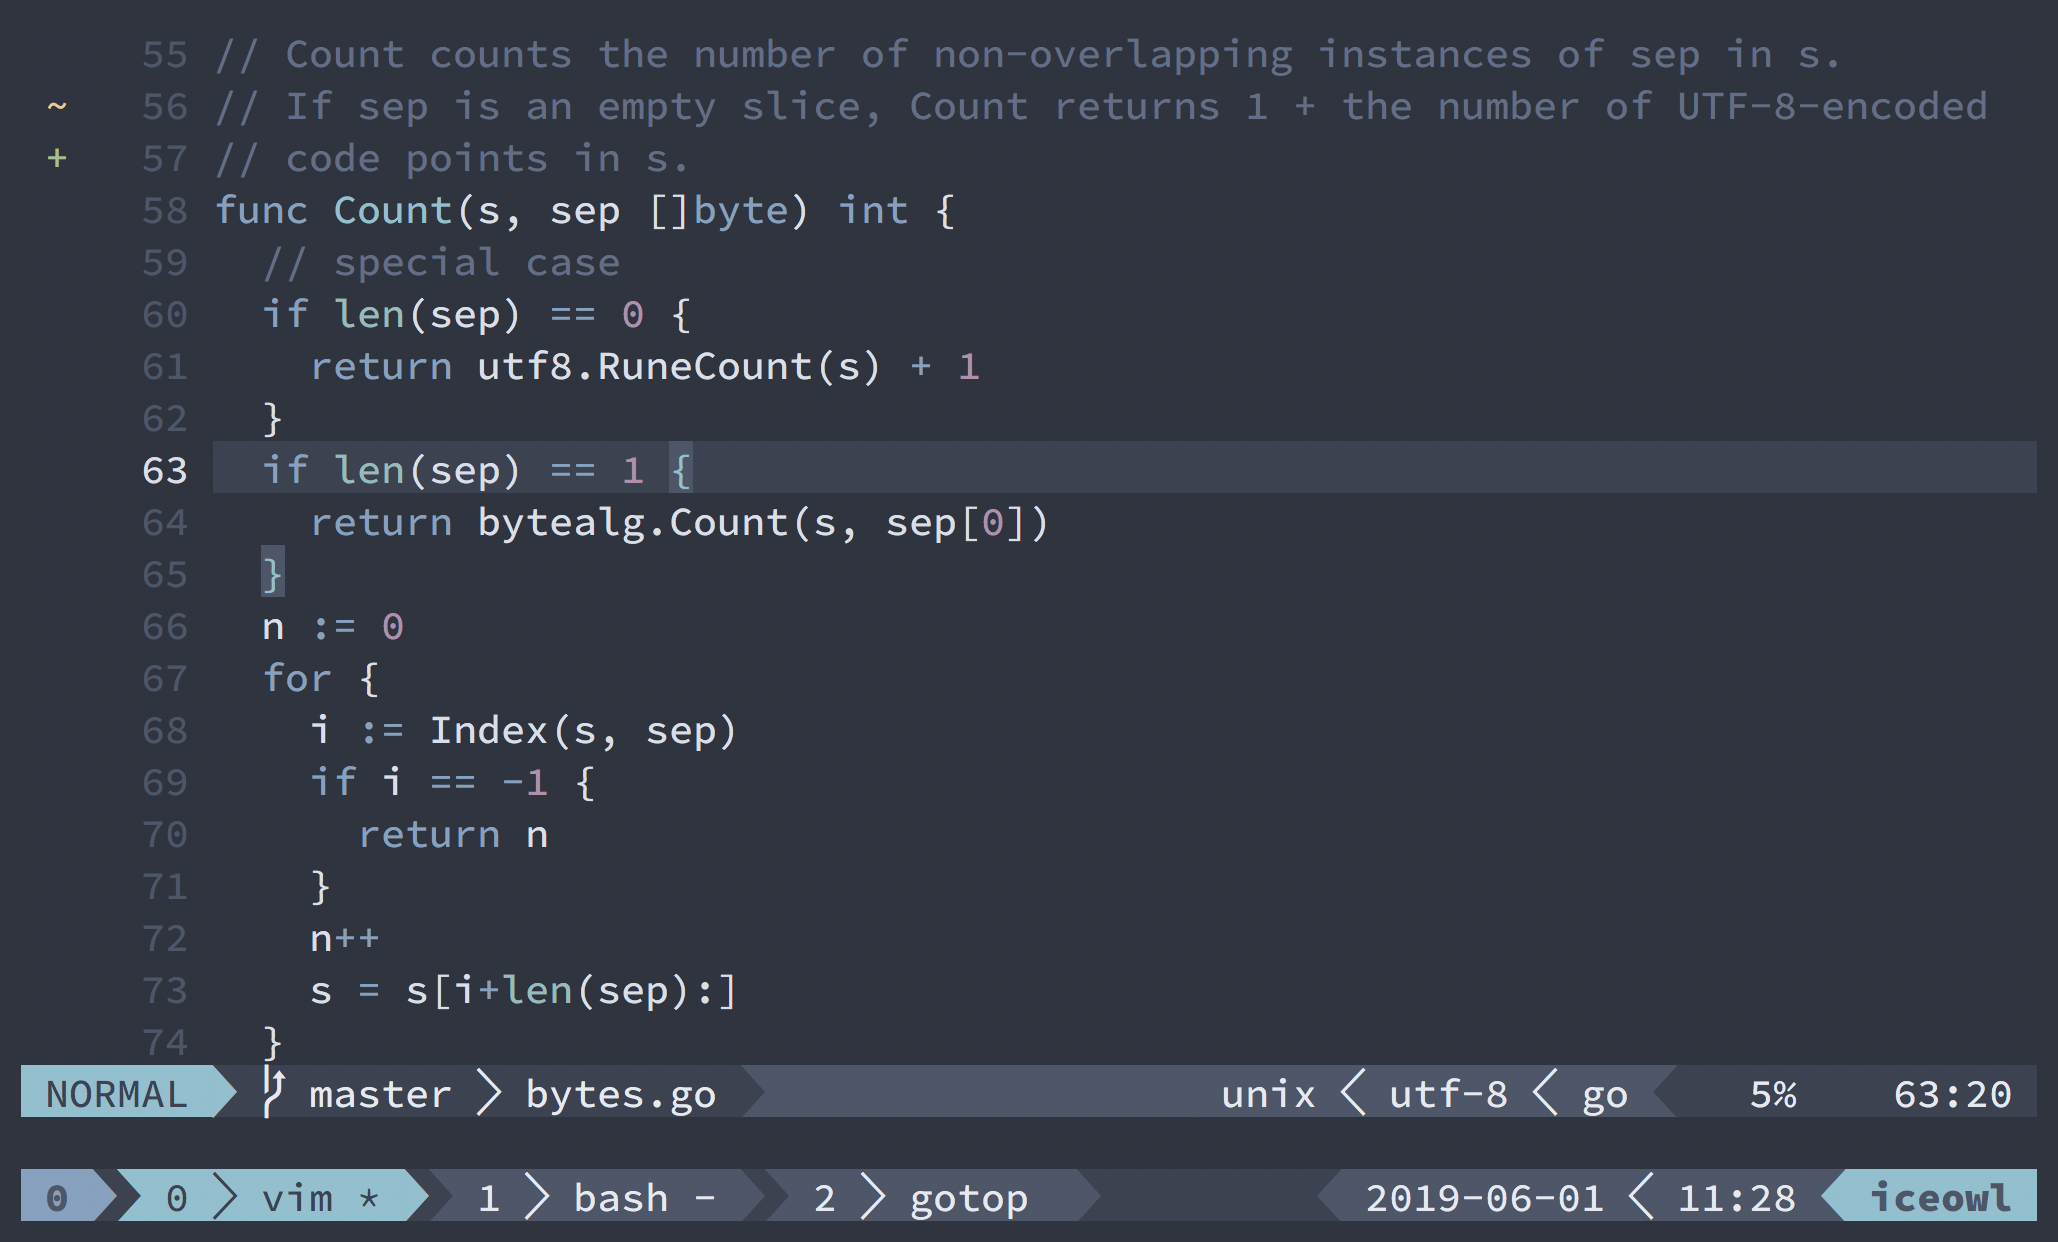 55 // Count counts the number of non-overlapping instances of sep in s.
~ 56 // If sep is an empty slice, Count returns 1 + the number of UTF-8-encoded
+ 57 // code points in s.
58 func Count(s, sep []byte) int {
59   // special case
60   if len(sep) == 0 {
61     return utf8.RuneCount(s) + 1
62   }
63   if len(sep) == 1 {
64     return bytealg.Count(s, sep[0])
65   }
66   n := 0
67   for {
68     i := Index(s, sep)
69     if i == -1 {
70       return n
71     }
72     n++
73     s = s[i+len(sep):]
74   }
NORMAL master bytes.go unix utf-8 go 5% 63:20
0 0 vim * 1 bash - 2 gotop 2019-06-01 11:28 iceowl